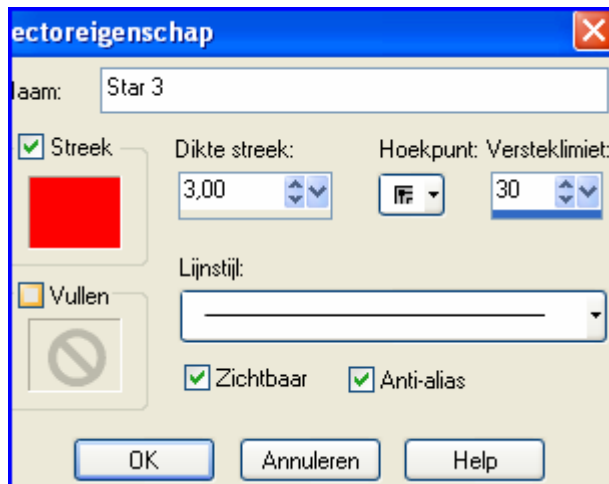 ectoreigenschap
laam: Star 3
Streek
Dikte streek: Hoekpunt: Versteklimiet:
3,00 30
Lijnstijl:
Vullen
Zichtbaar Anti-alias
OK Annuleren Help